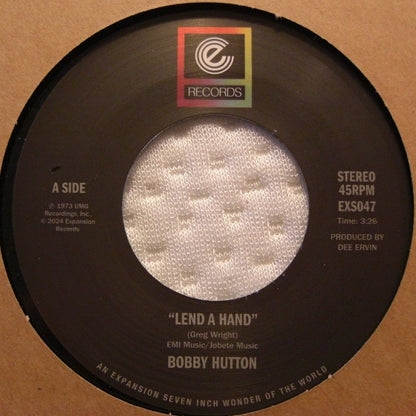 e
RECORDS
A SIDE
℗ 1973 UMG
Recordings, Inc.
© 2024 Expansion
Records
STEREO
45RPM
EXS047
Time: 3:26
PRODUCED BY
DEE ERVIN
"LEND A HAND"
(Greg Wright)
EMI Music/Jobete Music
BOBBY HUTTON
AN EXPANSION SEVEN INCH WONDER OF THE WORLD